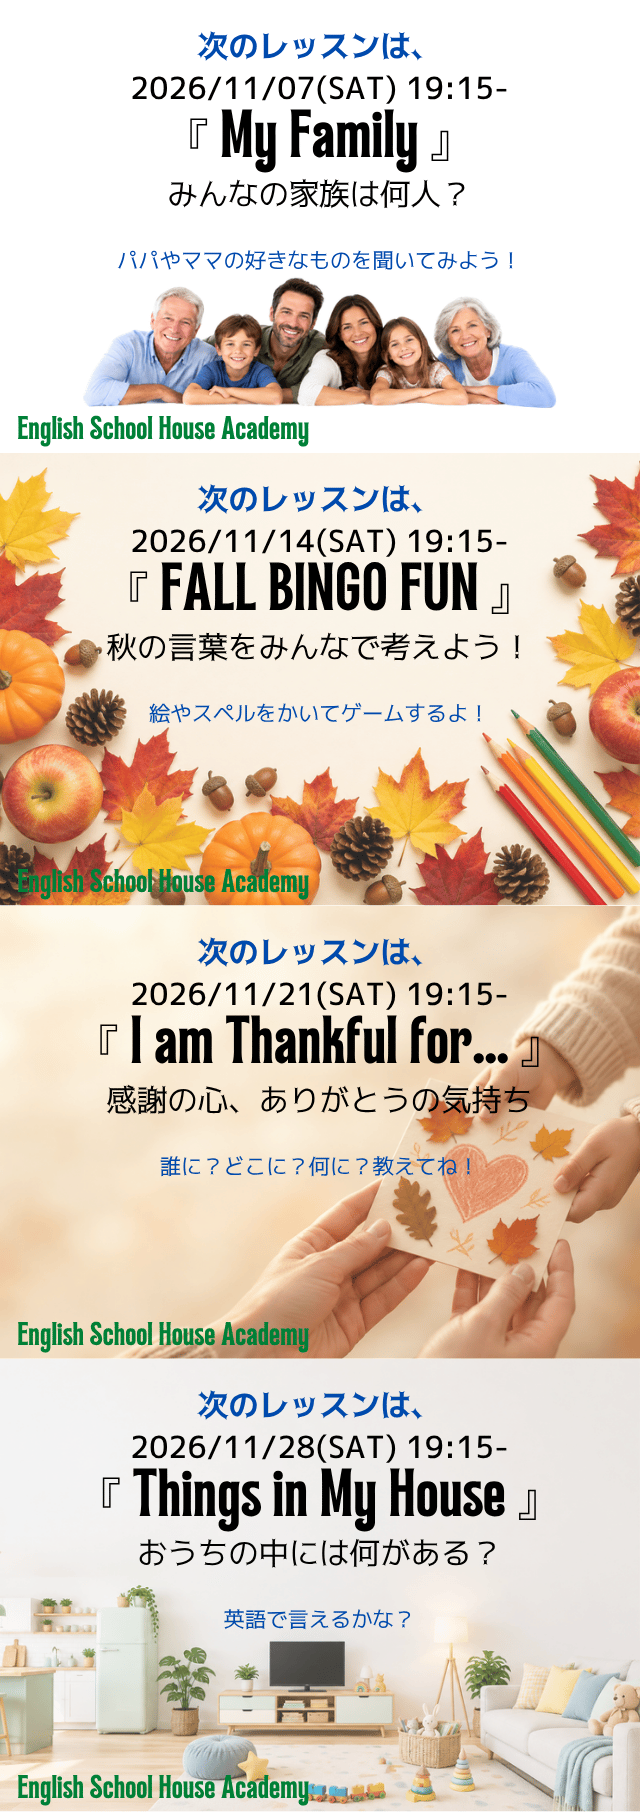 次のレッスンは、
2026/11/07(SAT) 19:15-
『 My Family 』
みんなの家族は何人？
パパやママの好きなものを聞いてみよう！
English School House Academy
次のレッスンは、
2026/11/14(SAT) 19:15-
『 FALL BINGO FUN 』
秋の言葉をみんなで考えよう！
絵やスペルをかいてゲームするよ！
English School House Academy
次のレッスンは、
2026/11/21(SAT) 19:15-
『 I am Thankful for... 』
感謝の心、ありがとうの気持ち
誰に？どこに？何に？教えてね！
English School House Academy
次のレッスンは、
2026/11/28(SAT) 19:15-
『 Things in My House 』
おうちの中には何がある？
英語で言えるかな？
English School House Academy